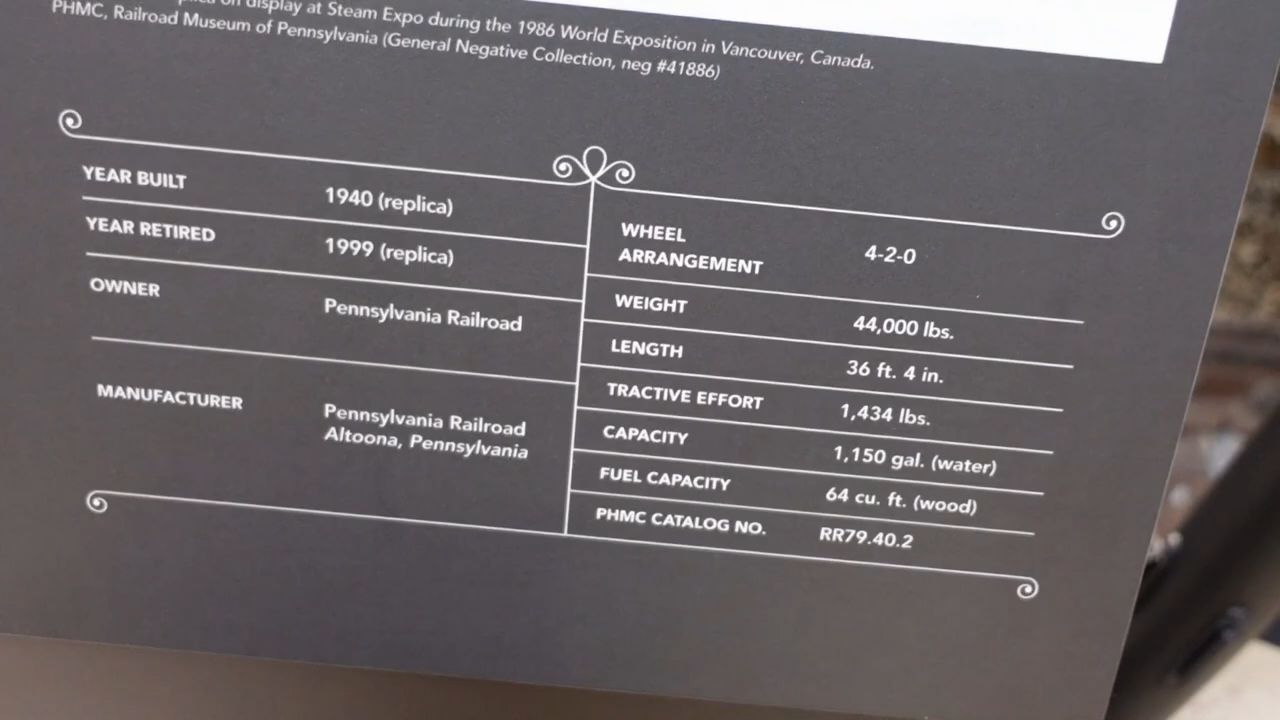 on display at Steam Expo during the 1986 World Exposition in Vancouver, Canada.
PHMC, Railroad Museum of Pennsylvania (General Negative Collection, neg #41886)
YEAR BUILT 1940 (replica)
YEAR RETIRED 1999 (replica)
OWNER Pennsylvania Railroad
MANUFACTURER Pennsylvania Railroad
Altoona, Pennsylvania
WHEEL
ARRANGEMENT 4-2-0
WEIGHT 44,000 lbs.
LENGTH 36 ft. 4 in.
TRACTIVE EFFORT 1,434 lbs.
CAPACITY 1,150 gal. (water)
FUEL CAPACITY 64 cu. ft. (wood)
PHMC CATALOG NO. RR79.40.2